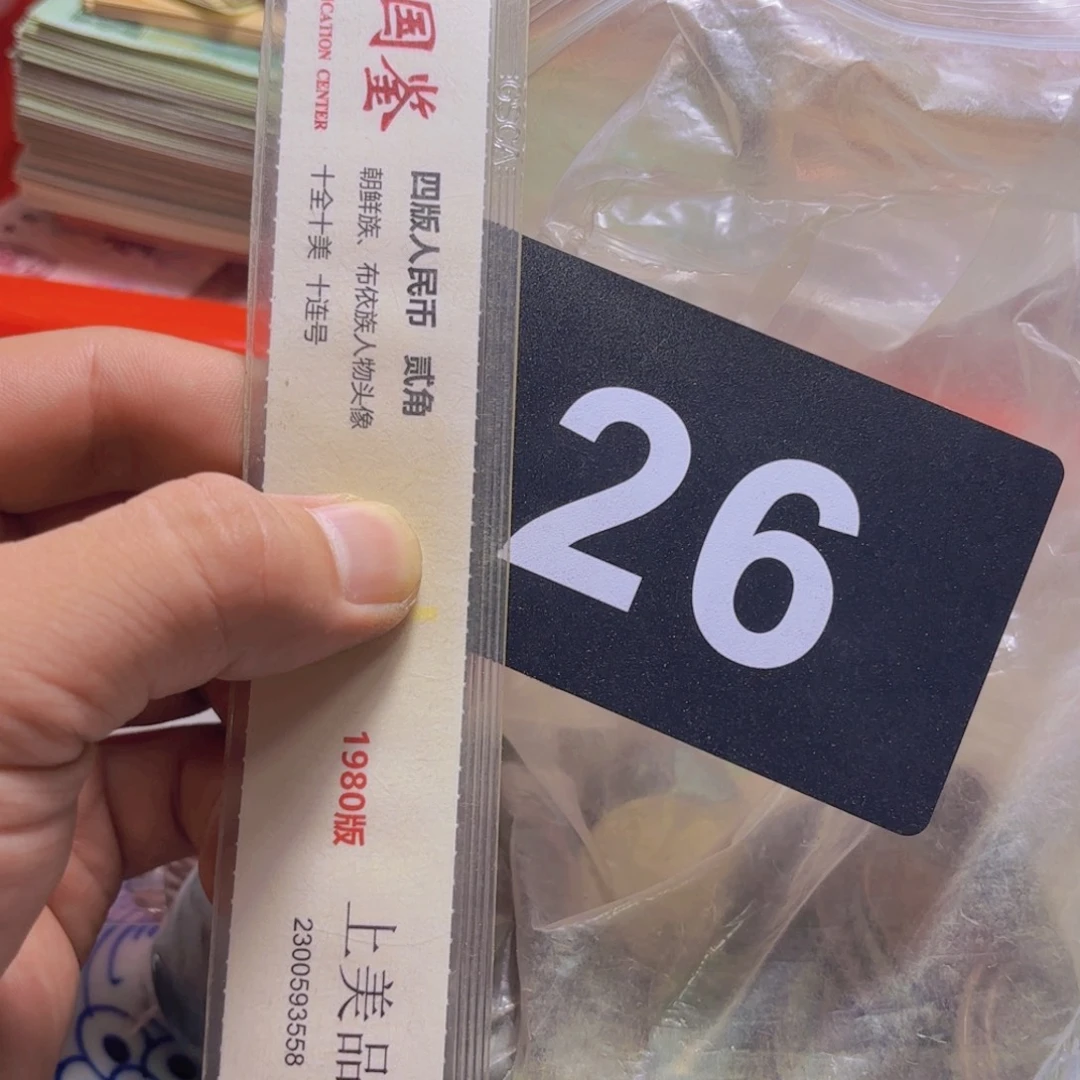 国鉴
ICATION CENTER
四版人民币 贰角
朝鲜族、布依族人物头像
十全十美 十连号
1980版
上美品
2300593558
26